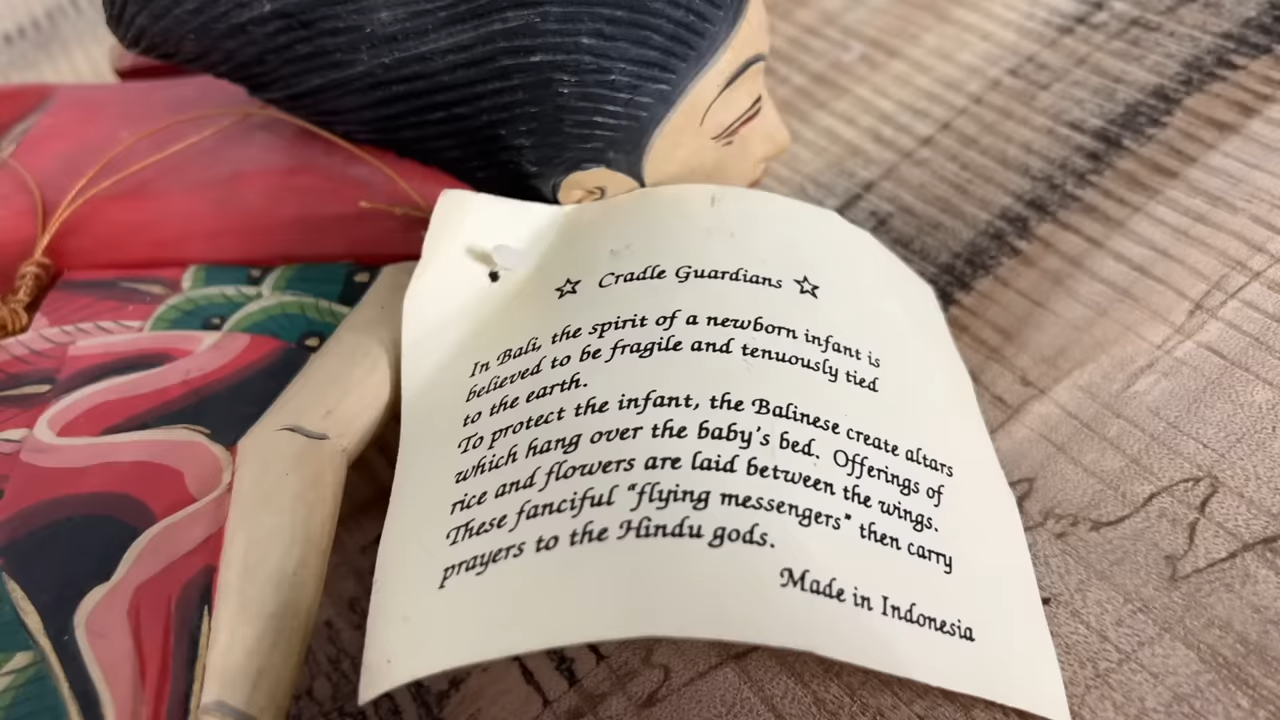 ☆ Cradle Guardians ☆
In Bali, the spirit of a newborn infant is
believed to be fragile and tenuously tied
to the earth.
To protect the infant, the Balinese create altars
which hang over the baby's bed. Offerings of
rice and flowers are laid between the wings.
These fanciful "flying messengers" then carry
prayers to the Hindu gods.
Made in Indonesia